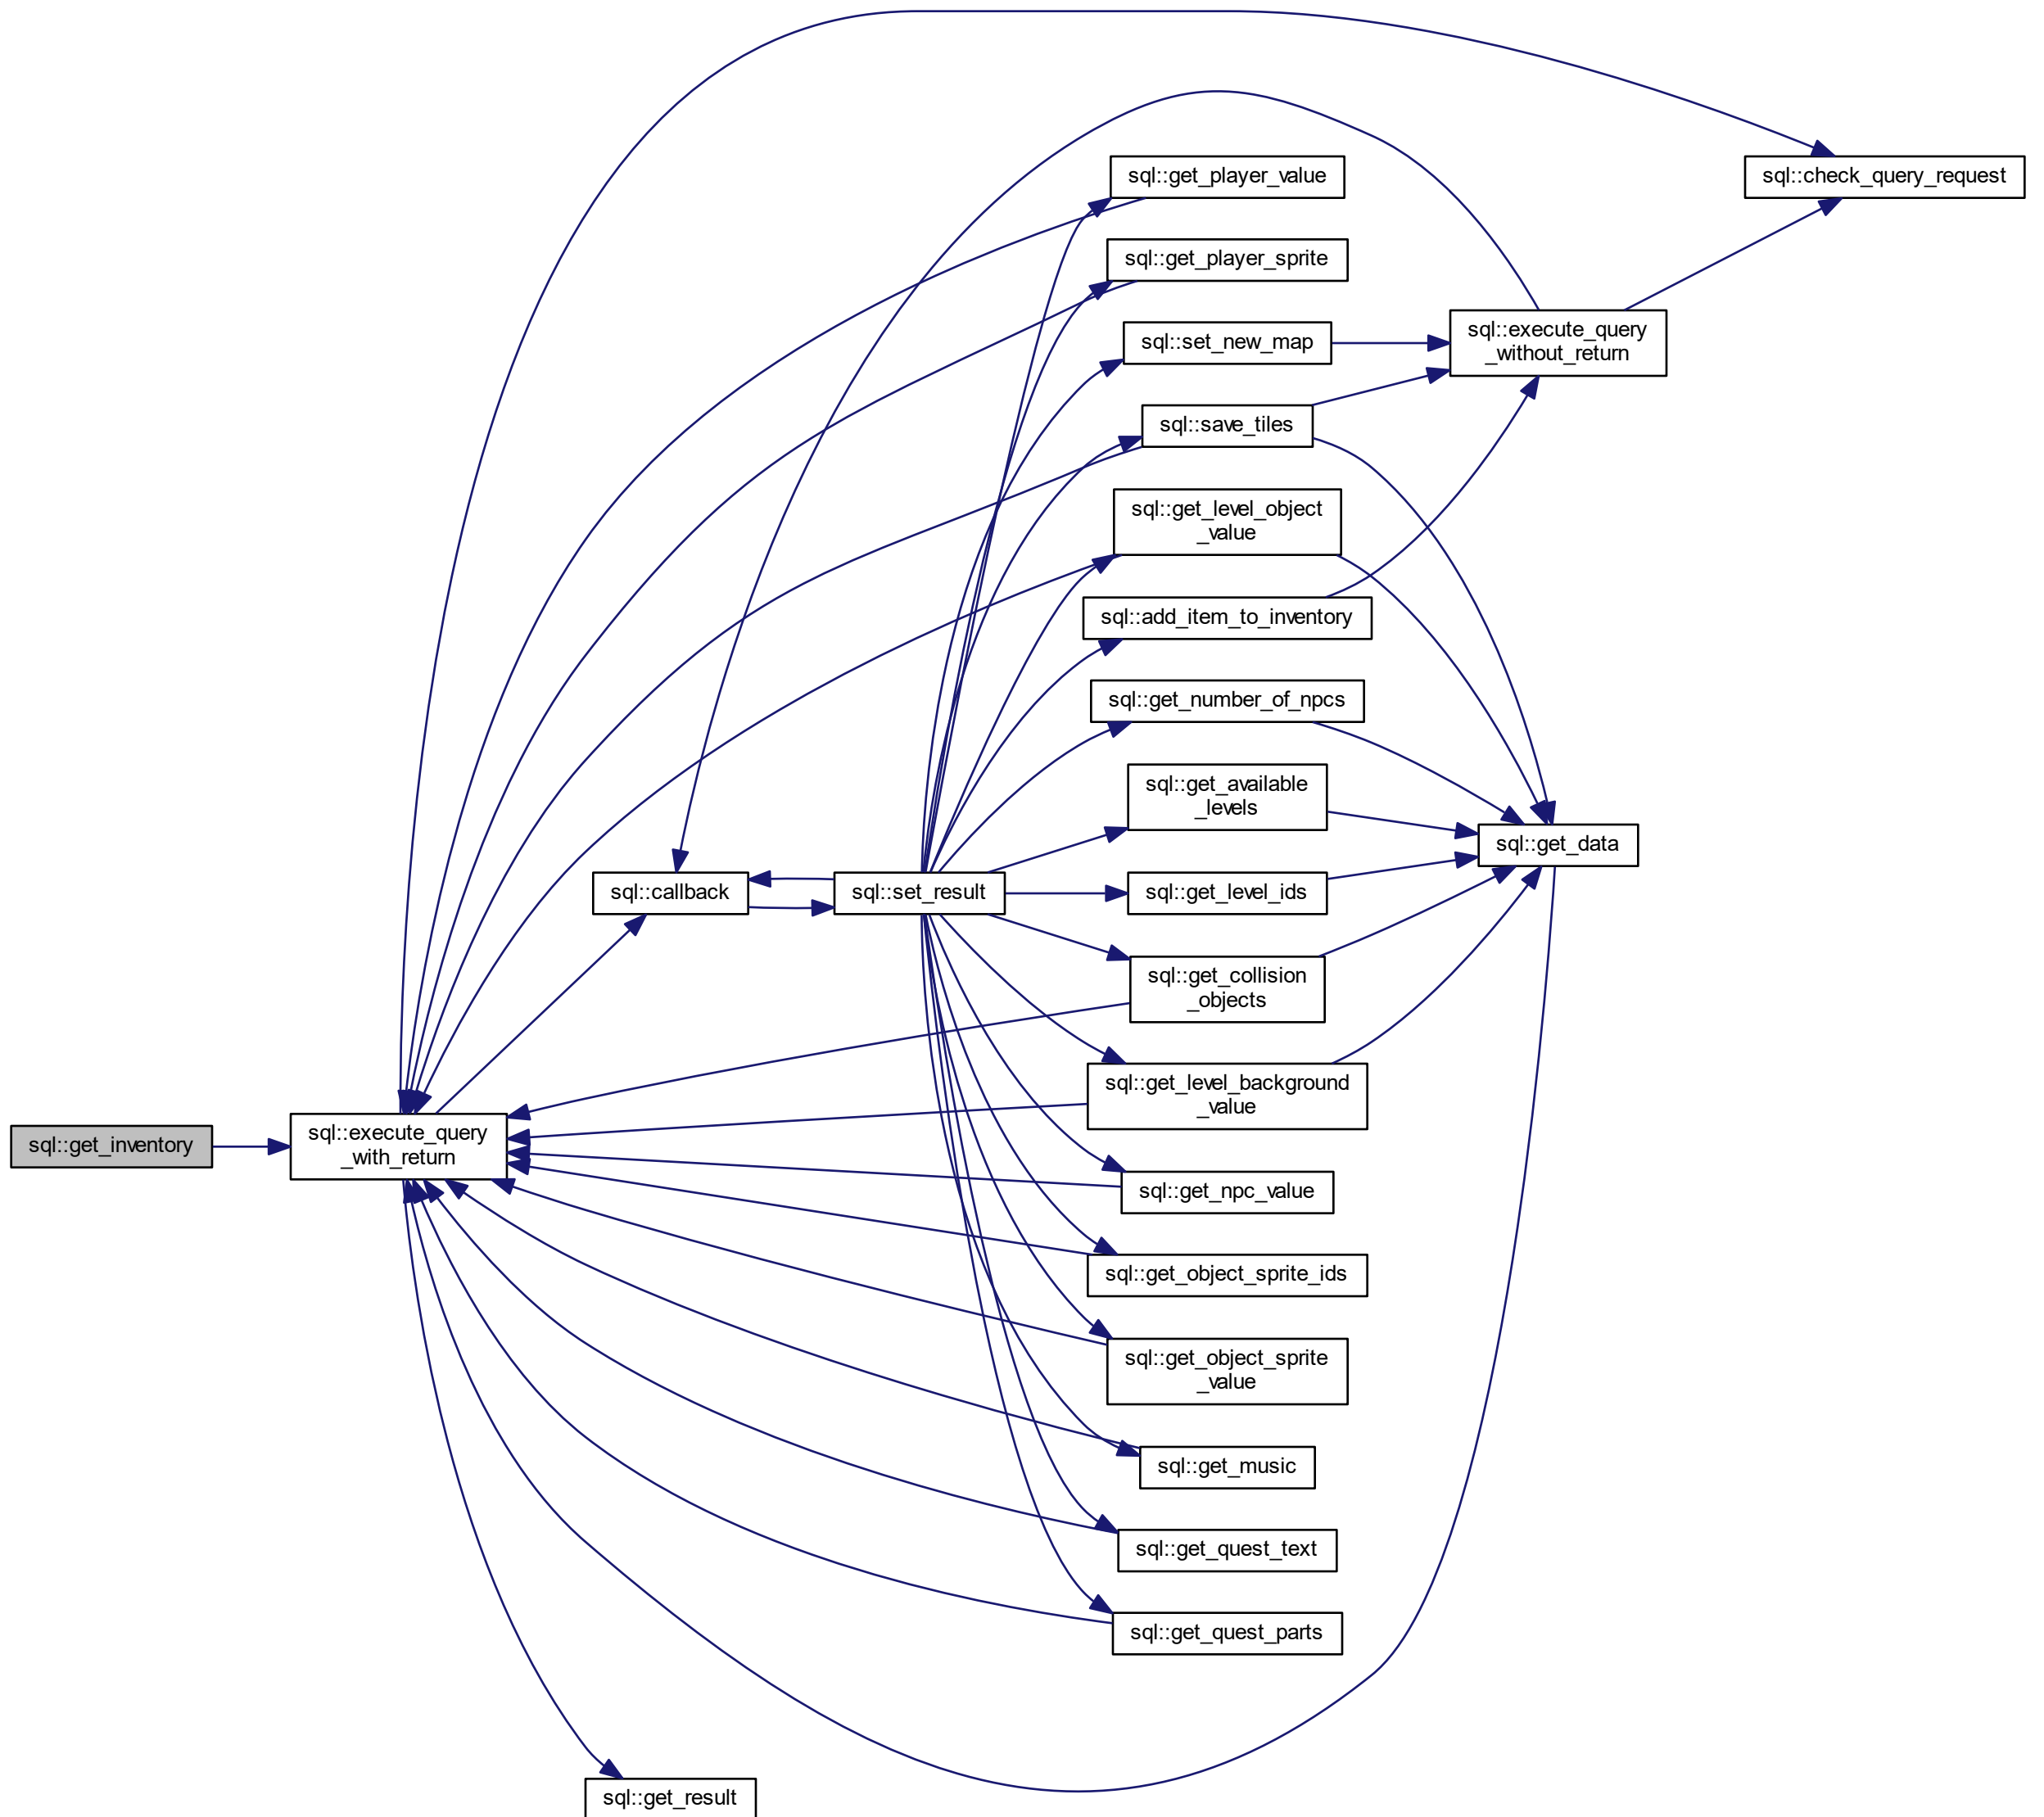 sql::get_player_value
sql::check_query_request
sql::get_player_sprite
sql::set_new_map
sql::execute_query
_without_return
sql::save_tiles
sql::get_level_object
_value
sql::add_item_to_inventory
sql::get_number_of_npcs
sql::get_available
_levels
sql::get_data
sql::callback
sql::set_result
sql::get_level_ids
sql::get_collision
_objects
sql::get_level_background
_value
sql::get_inventory
sql::execute_query
_with_return
sql::get_npc_value
sql::get_object_sprite_ids
sql::get_object_sprite
_value
sql::get_music
sql::get_quest_text
sql::get_quest_parts
sql::get_result